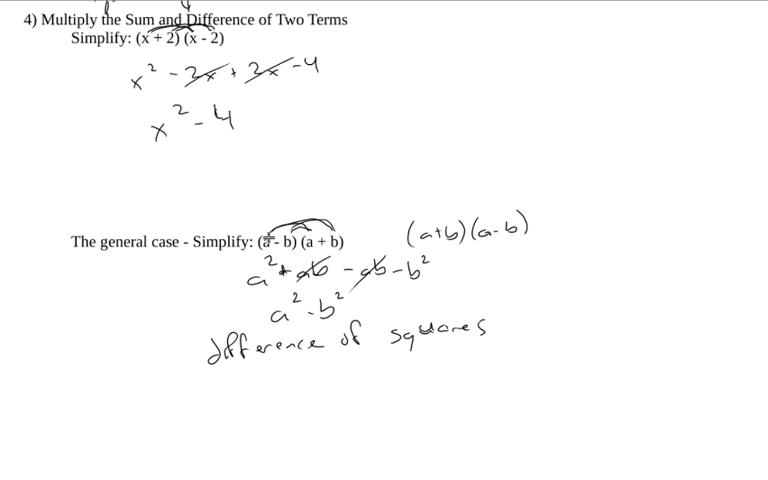 4) Multiply the Sum and Difference of Two Terms
Simplify: (x + 2) (x - 2)
x² - 2x + 2x - 4
x² - 4
The general case - Simplify: (a - b) (a + b)
(a+b)(a-b)
a² + ab - ab - b²
a² - b²
difference of squares